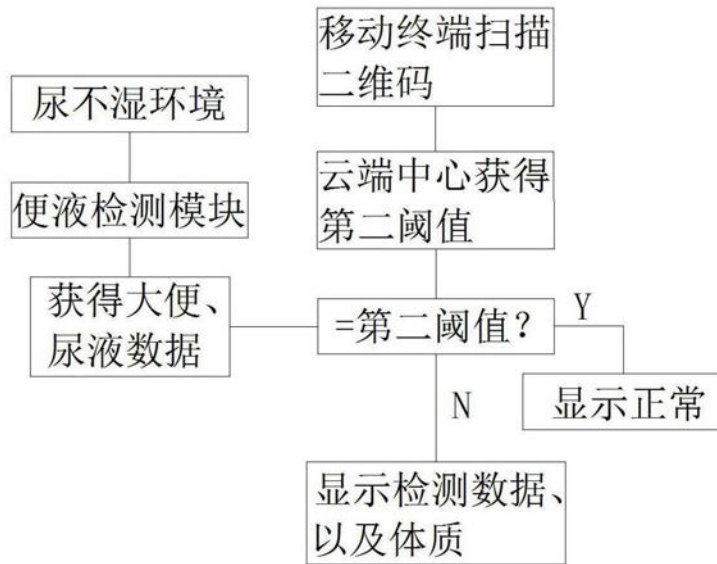 移动终端扫描
二维码
尿不湿环境
云端中心获得
第二阈值
便液检测模块
获得大便、
尿液数据
=第二阈值？
Y
显示正常
N
显示检测数据、
以及体质